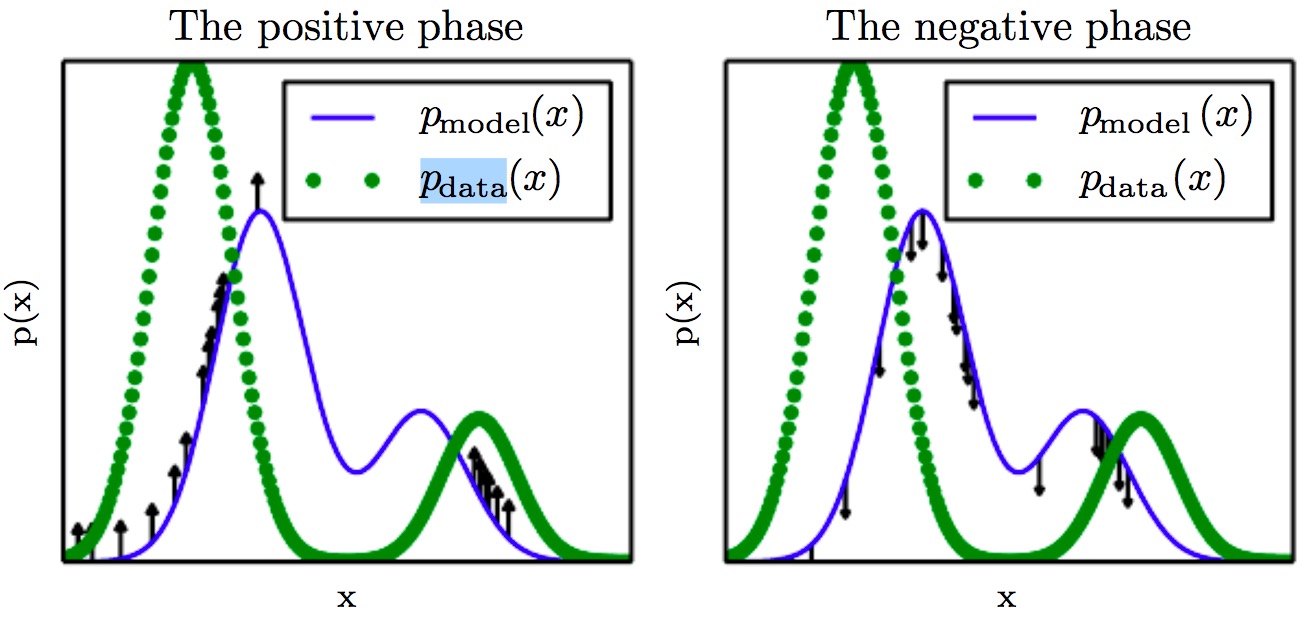 The positive phase
p_model(x)
p_data(x)
p(x)
x
The negative phase
p_model (x)
p_data(x)
p(x)
x